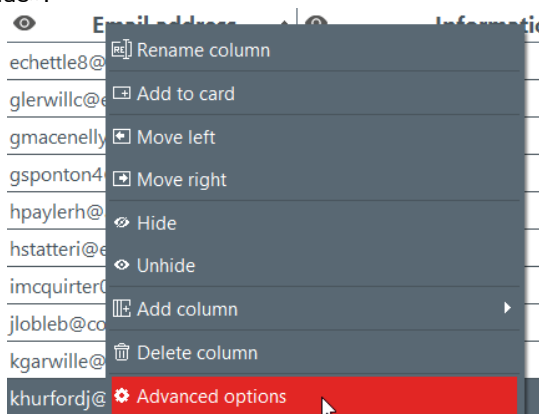 Email address
Informatio
echettle8@
Rename column
glerwillc@e
Add to card
gmacenelly
Move left
gsponton4
Move right
hpaylerh@
Hide
hstatteri@e
Unhide
imcquirter0
Add column
jlobleb@co
Delete column
kgarwille@
khurfordj@
Advanced options